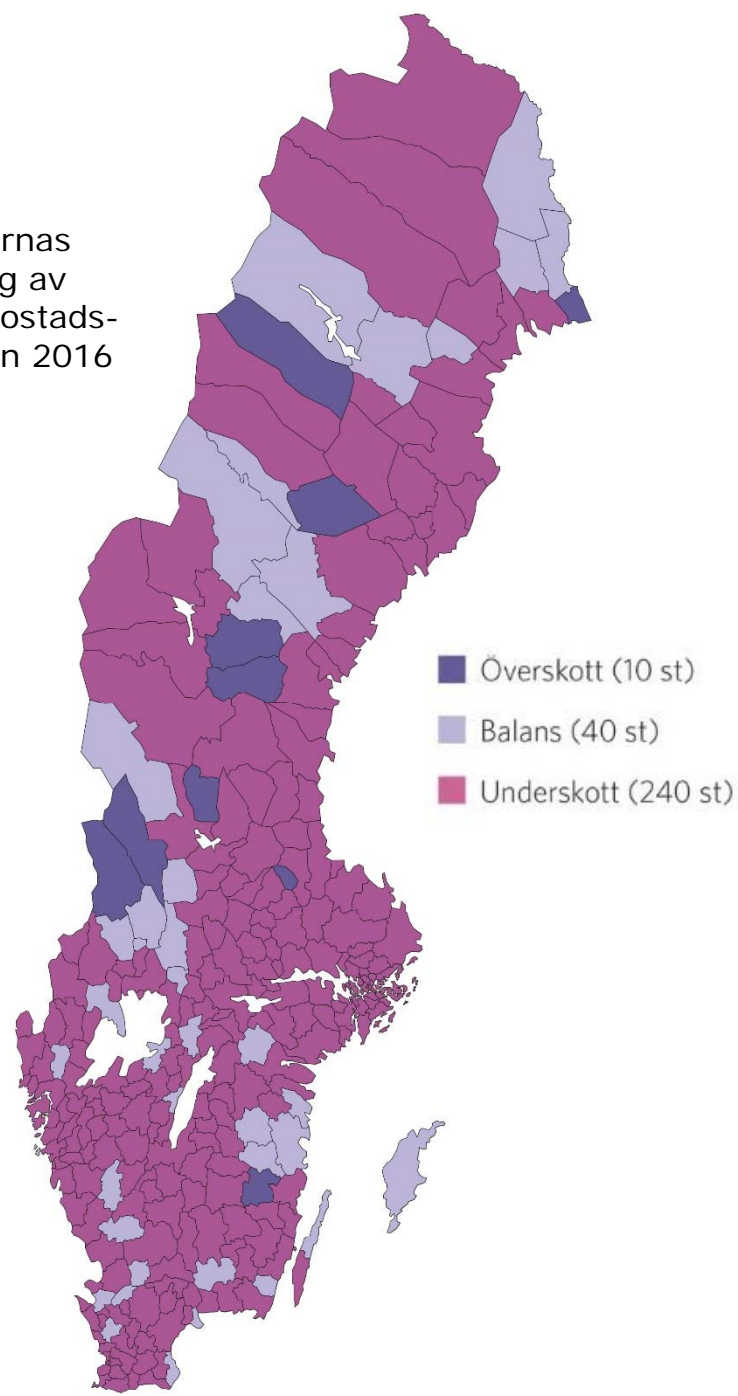 rnas
g av
ostads-
n 2016
Överskott (10 st)
Balans (40 st)
Underskott (240 st)